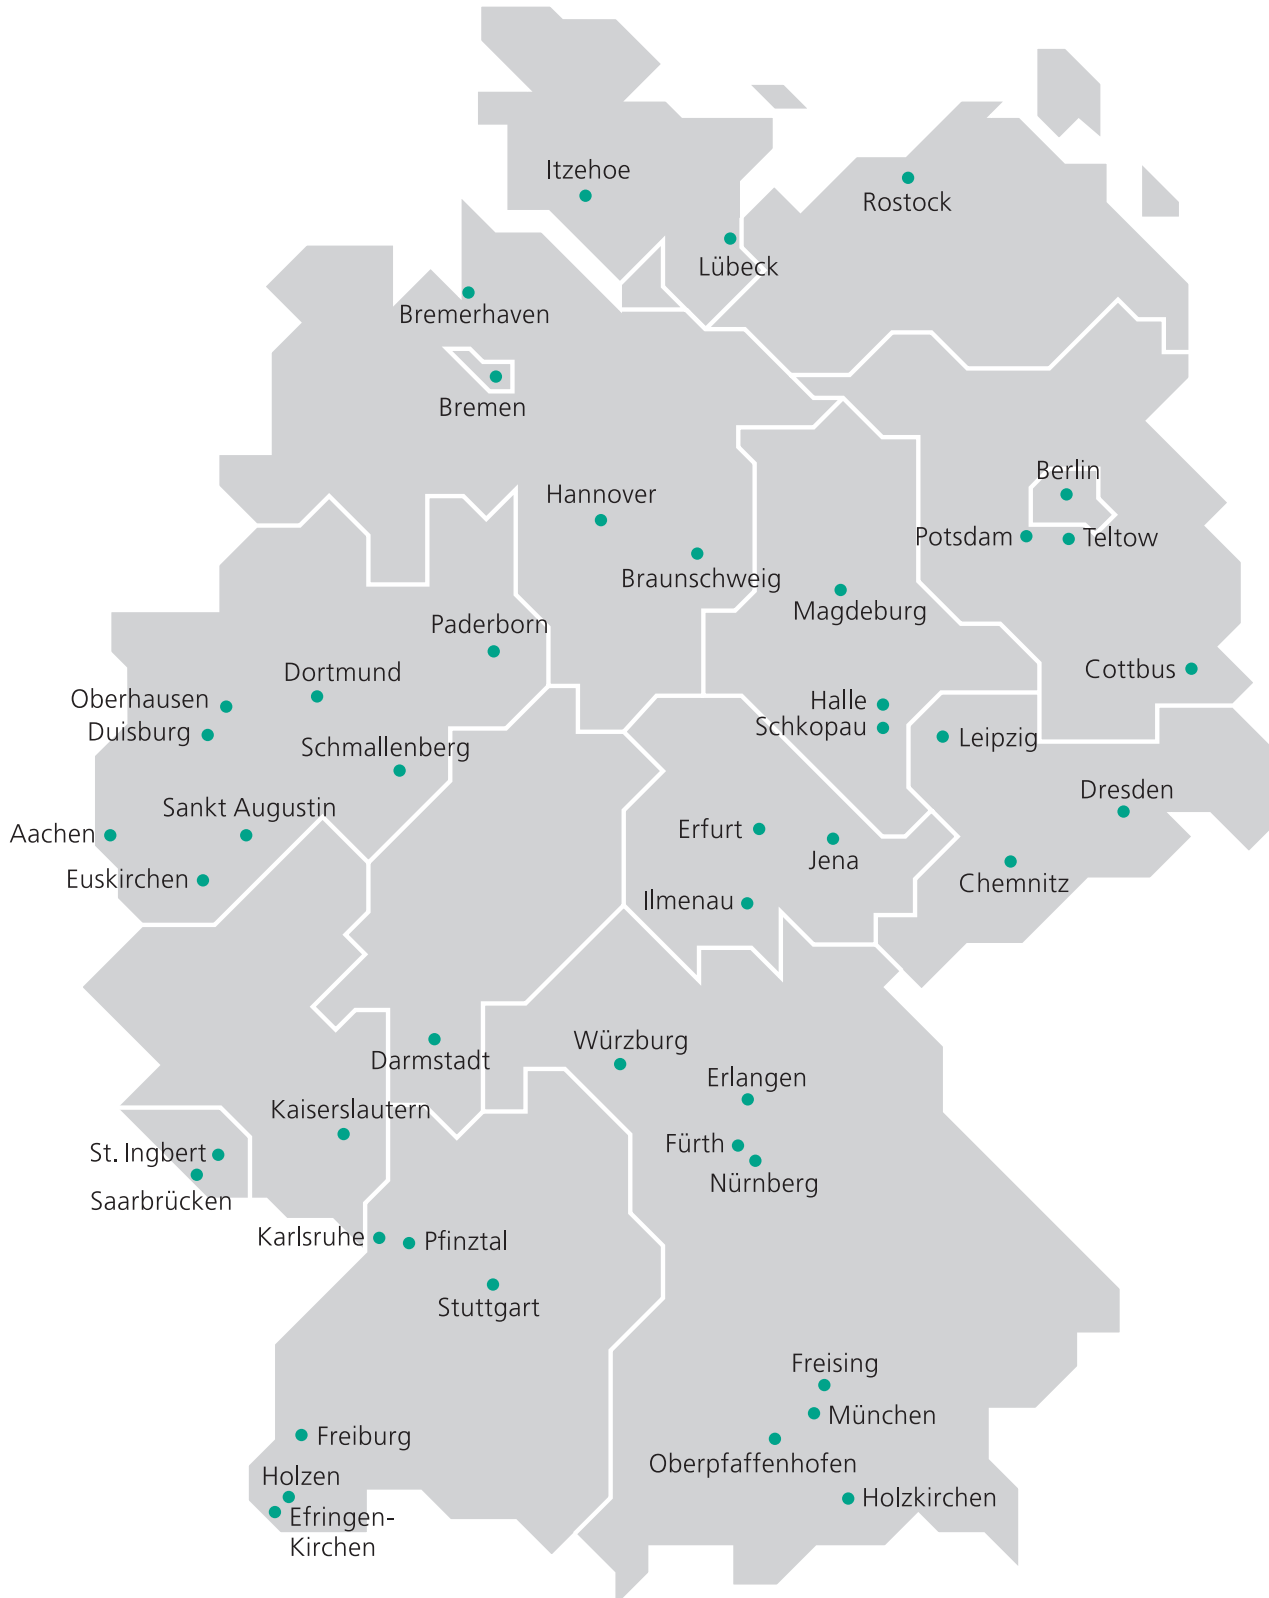 Itzehoe
Rostock
Lübeck
Bremerhaven
Bremen
Berlin
Hannover
Potsdam
Teltow
Braunschweig
Magdeburg
Paderborn
Cottbus
Dortmund
Oberhausen
Halle
Duisburg
Schkopau
Leipzig
Schmallenberg
Dresden
Sankt Augustin
Aachen
Erfurt
Jena
Euskirchen
Chemnitz
Ilmenau
Würzburg
Darmstadt
Erlangen
Kaiserslautern
Fürth
St. Ingbert
Nürnberg
Saarbrücken
Karlsruhe
Pfinztal
Stuttgart
Freising
München
Freiburg
Oberpfaffenhofen
Holzen
Holzkirchen
Efringen-
Kirchen